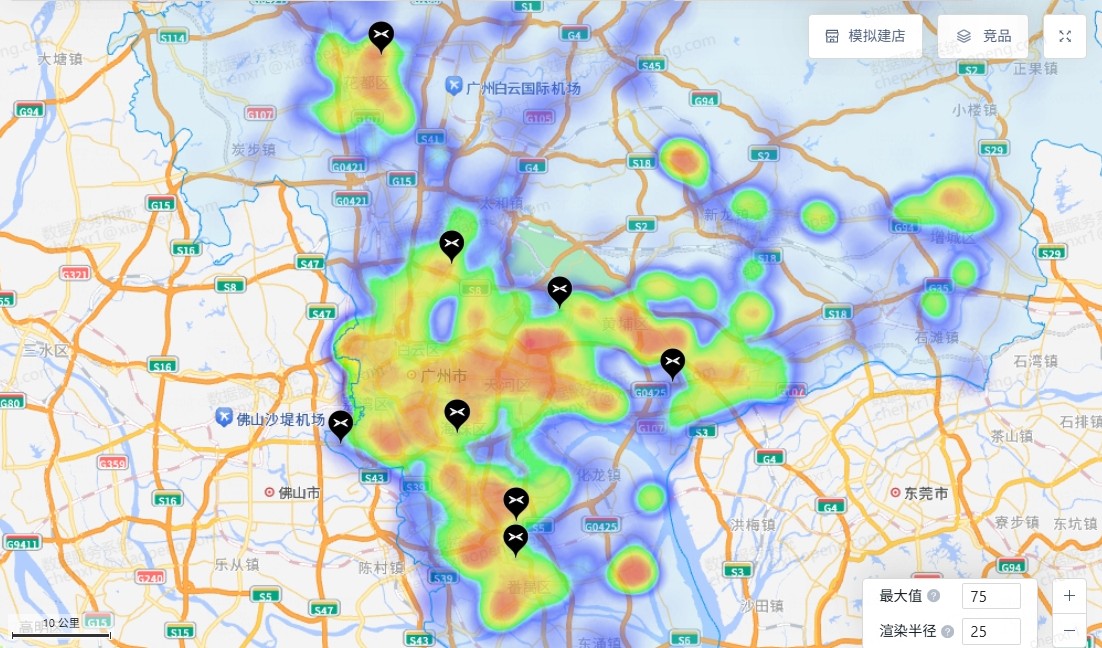 S1
S114
G4
模拟建店
竞品
大塘镇
S45
S2
正果镇
花都区
广州白云国际机场
G94
G94
G107
G105
小楼镇
G107
炭步镇
S41
S29
G0421
G4
S18
S2
G15
G15
G0421
太和镇
新龙镇
S2
G94
增城区
S16
S47
S18
S29
G321
S8
S8
G35
S47
S18
黄埔区
石滩镇
三水区
白云区
S16
石湾镇
广州市
天河区
G0425
G80
佛山沙堤机场
石排镇
G107
S3
茶山镇
G359
G4
S43
S39
化龙镇
佛山市
东莞市
S16
G4
洪梅镇
寮步镇
东坑镇
S5
G0425
G9411
乐从镇
陈村镇
G94
G240
S39
S3
番禺区
S5
最大值
75
沙田镇
S47
10 公里
G15
S15
渲染半径
25
S43
东涌镇
S6